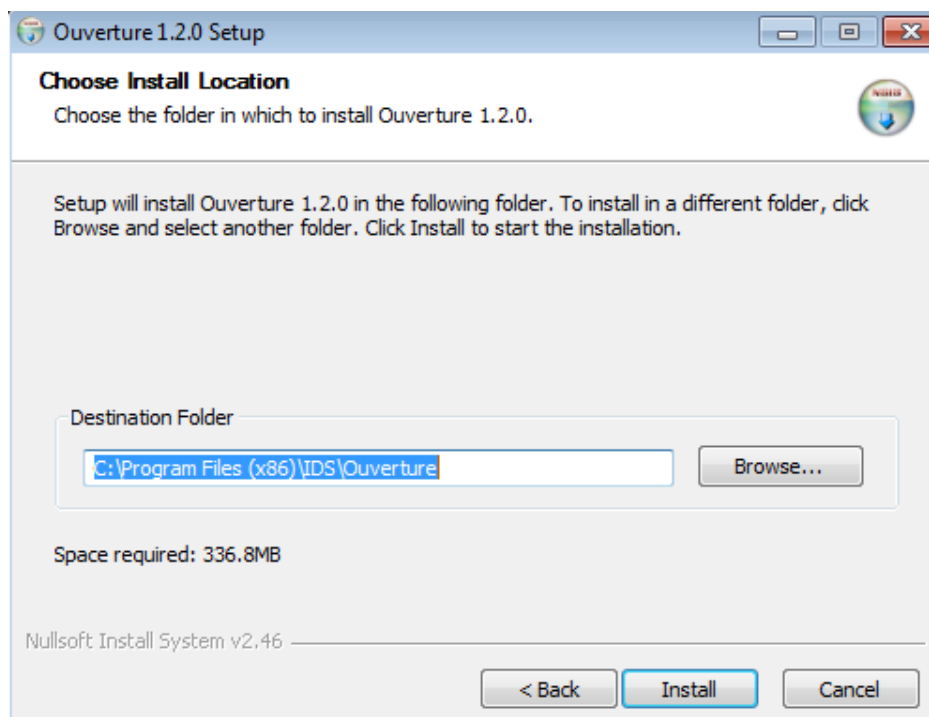 Ouverture 1.2.0 Setup
Choose Install Location
Choose the folder in which to install Ouverture 1.2.0.
Setup will install Ouverture 1.2.0 in the following folder. To install in a different folder, click
Browse and select another folder. Click Install to start the installation.
Destination Folder
C:\Program Files (x86)\IDS\Ouverture
Browse...
Space required: 336.8MB
Nullsoft Install System v2.46
< Back
Install
Cancel